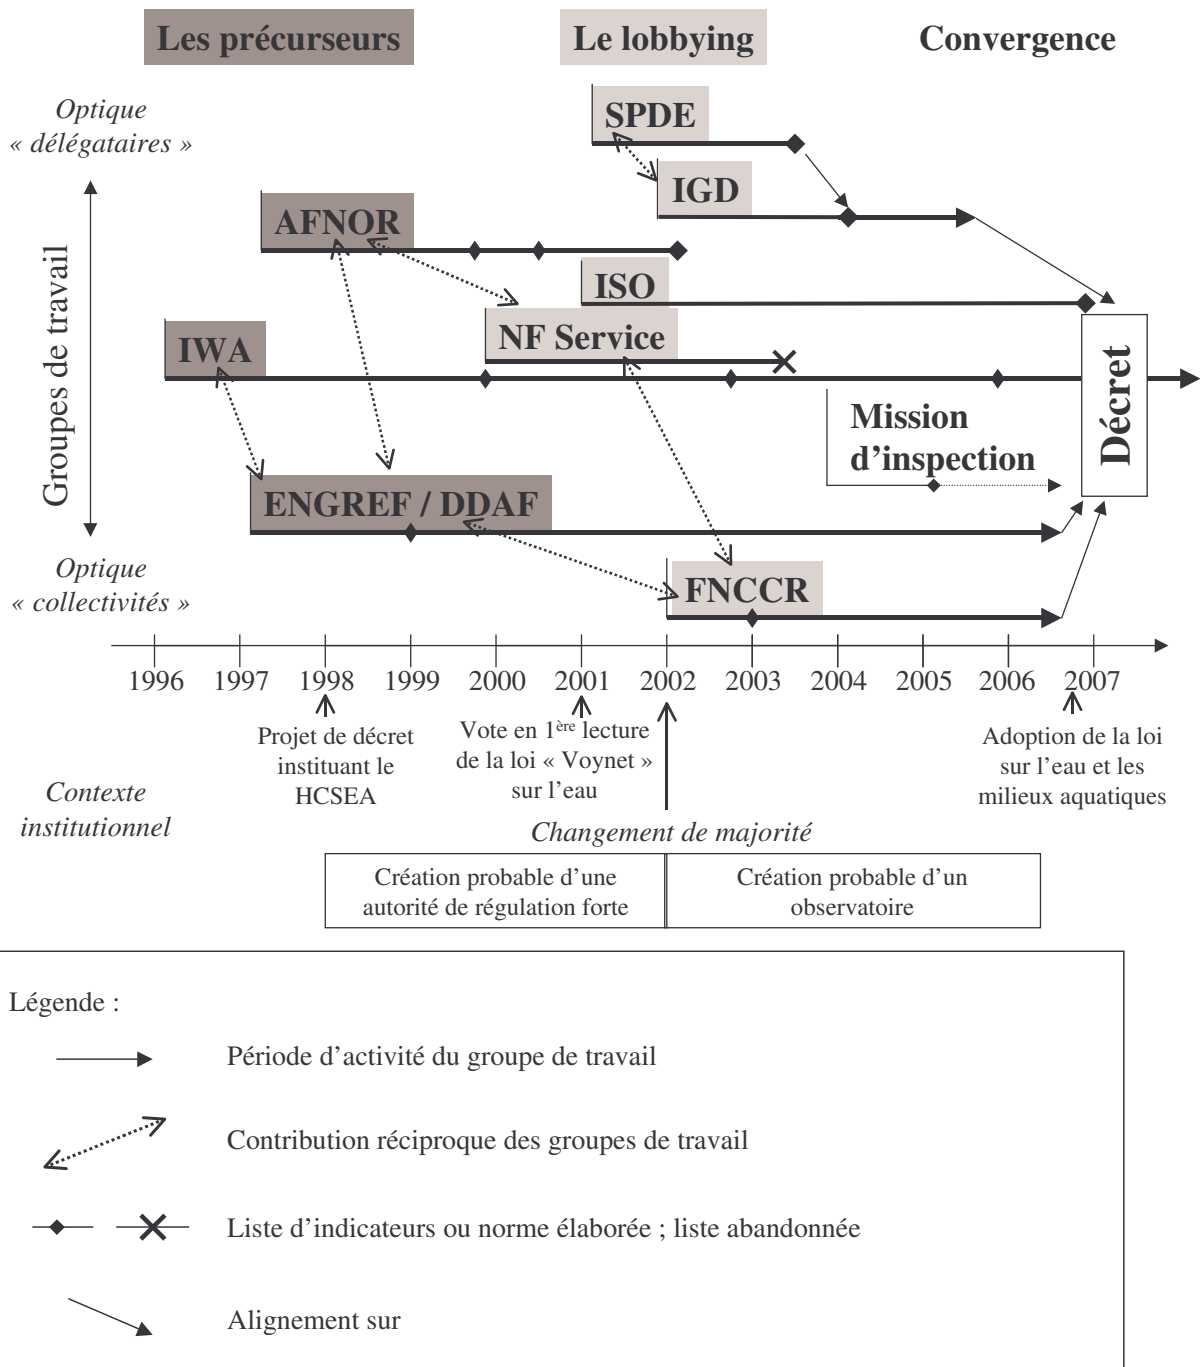 Les précurseurs
Le lobbying
Convergence
Optique
« délégataires »
SPDE
IGD
AFNOR
ISO
NF Service
IWA
Groupes de travail
Mission
d’inspection
Décret
ENGREF / DDAF
FNCCR
Optique
« collectivités »
1996 1997 1998 1999 2000 2001 2002 2003 2004 2005 2006 2007
Projet de décret
instituant le
HCSEA
Vote en 1ère lecture
de la loi « Voynet »
sur l’eau
Adoption de la loi
sur l’eau et les
milieux aquatiques
Contexte
institutionnel
Changement de majorité
Création probable d’une
autorité de régulation forte
Création probable d’un
observatoire
Légende :
Période d’activité du groupe de travail
Contribution réciproque des groupes de travail
Liste d’indicateurs ou norme élaborée ; liste abandonnée
Alignement sur